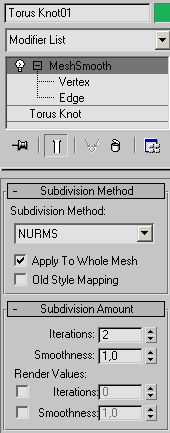 Torus Knot01
Modifier List
MeshSmooth
Vertex
Edge
Torus Knot
- Subdivision Method
Subdivision Method:
NURMS
Apply To Whole Mesh
Old Style Mapping
- Subdivision Amount
Iterations: 2
Smoothness: 1,0
Render Values:
Iterations: 0
Smoothness: 1,0